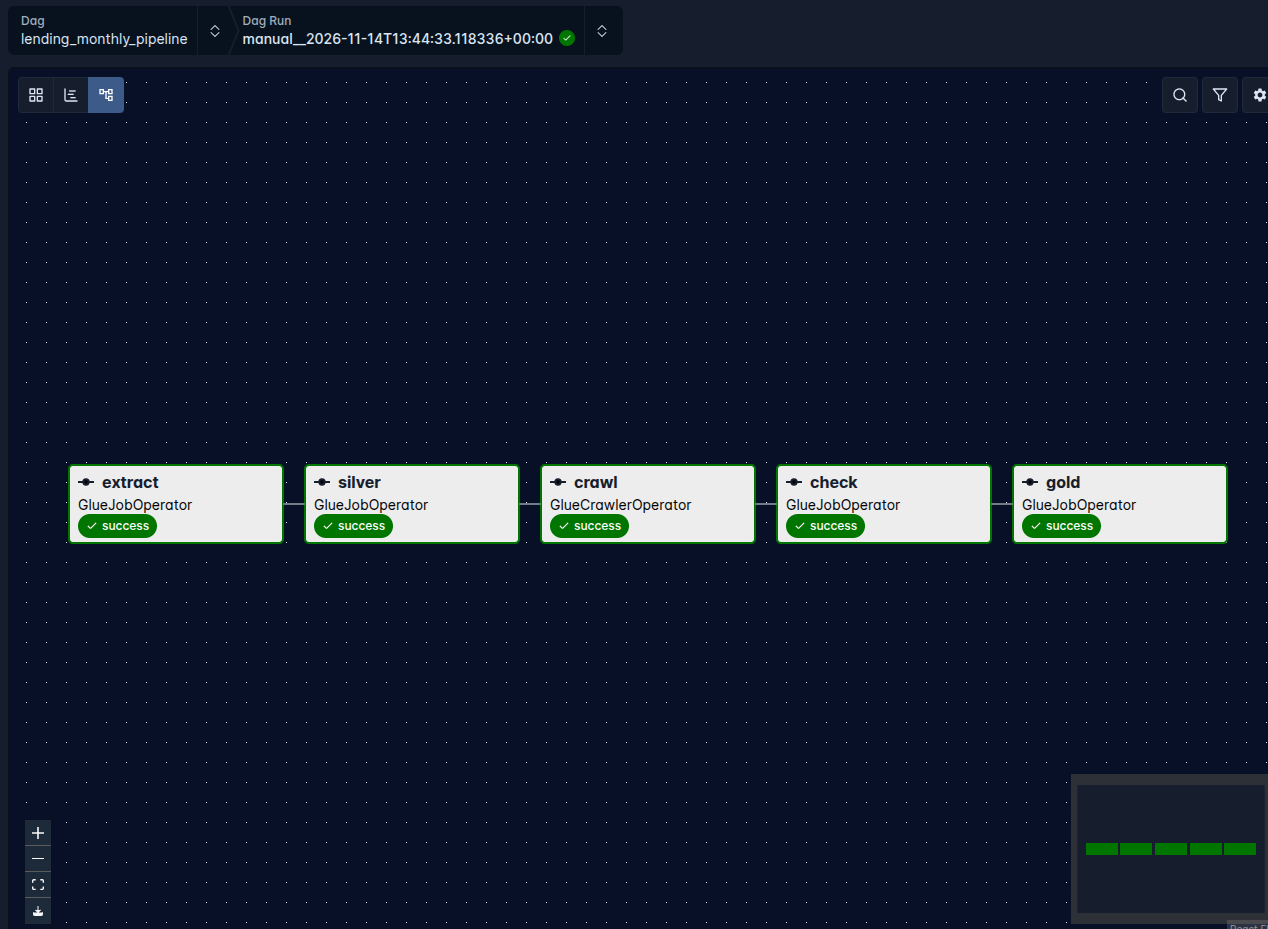 Dag
lending_monthly_pipeline
Dag Run
manual__2026-11-14T13:44:33.118336+00:00
extract
GlueJobOperator
success
silver
GlueJobOperator
success
crawl
GlueCrawlerOperator
success
check
GlueJobOperator
success
gold
GlueJobOperator
success